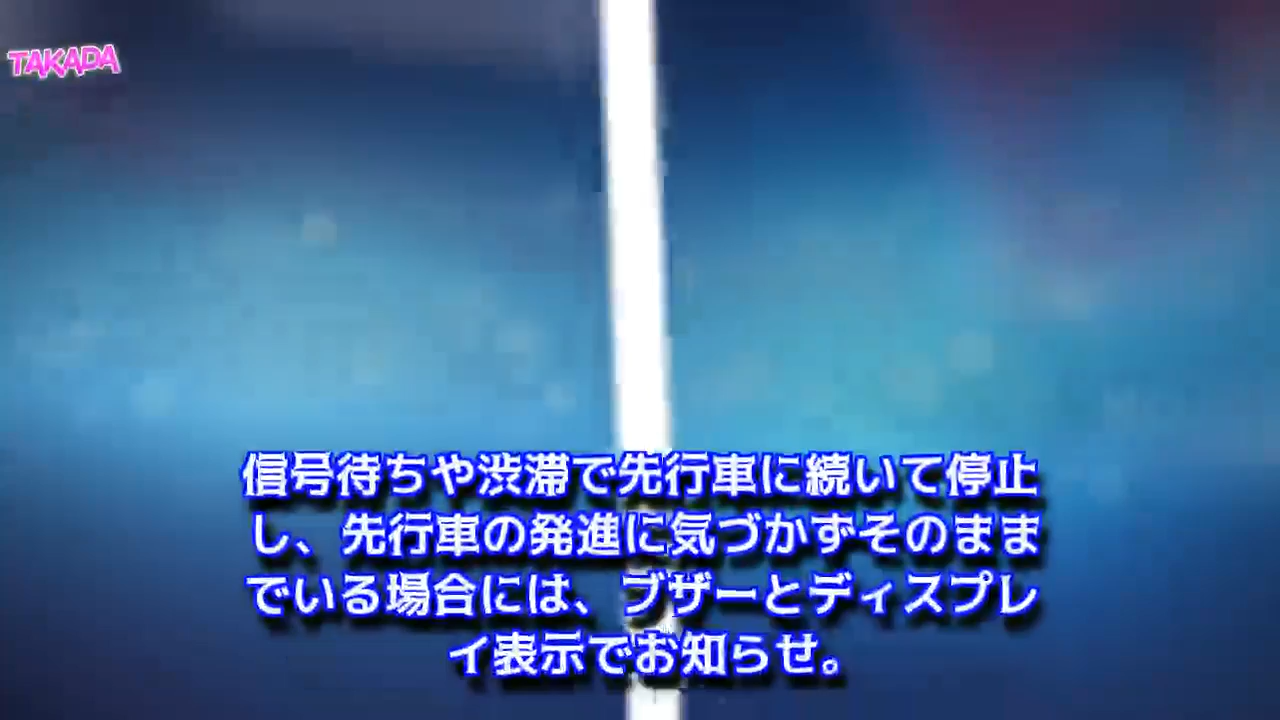 TAKADA
信号待ちや渋滞で先行車に続いて停止
し、先行車の発進に気づかずそのまま
でいる場合には、ブザーとディスプレ
イ表示でお知らせ。